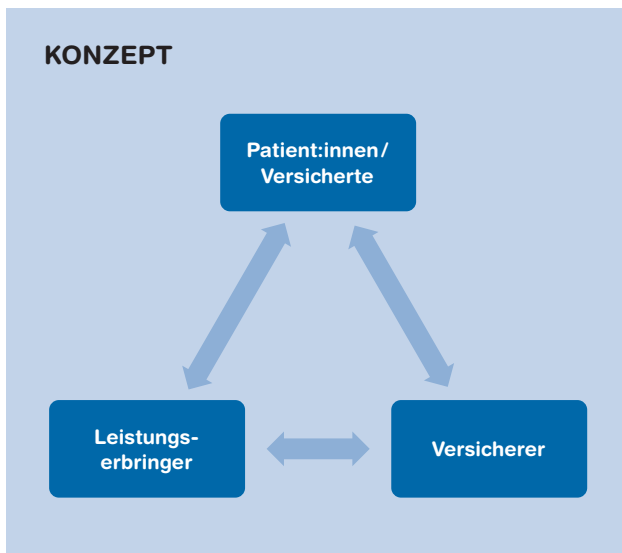 KONZEPT
Patient:innen/
Versicherte
Leistungs-
erbringer
Versicherer